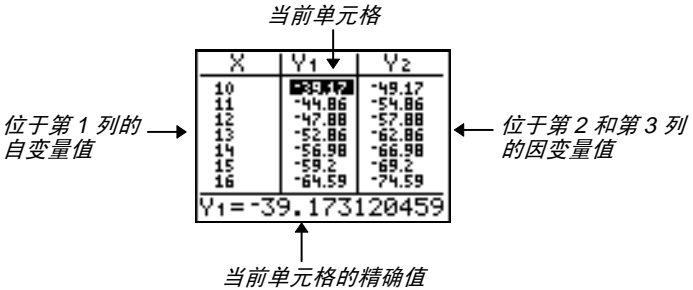 当前单元格
X Y1 Y2
10 -39.17 -49.17
11 -44.86 -54.86
12 -47.88 -57.88
13 -52.86 -62.86
14 -56.98 -66.98
15 -59.2 -69.2
16 -64.59 -74.59
Y1=-39.173120459
位于第 1 列的
自变量值
位于第 2 和第 3 列
的因变量值
当前单元格的精确值